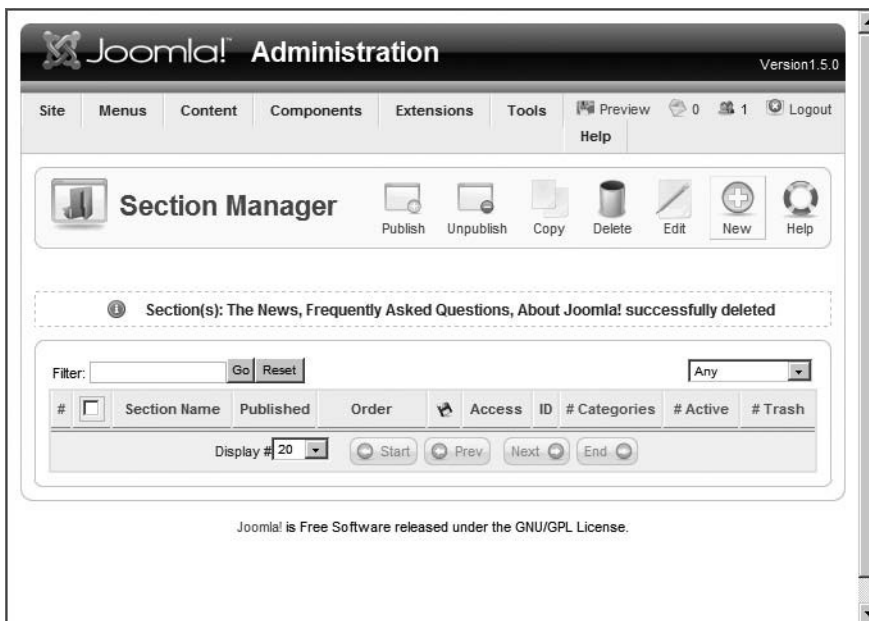 Joomla!™ Administration
Version1.5.0
Site Menus Content Components Extensions Tools Preview 0 1 Logout
Help
Section Manager
Publish Unpublish Copy Delete Edit New Help
Section(s): The News, Frequently Asked Questions, About Joomla! successfully deleted
Filter: Go Reset Any
# Section Name Published Order Access ID # Categories # Active # Trash
Display # 20 Start Prev Next End
Joomla! is Free Software released under the GNU/GPL License.